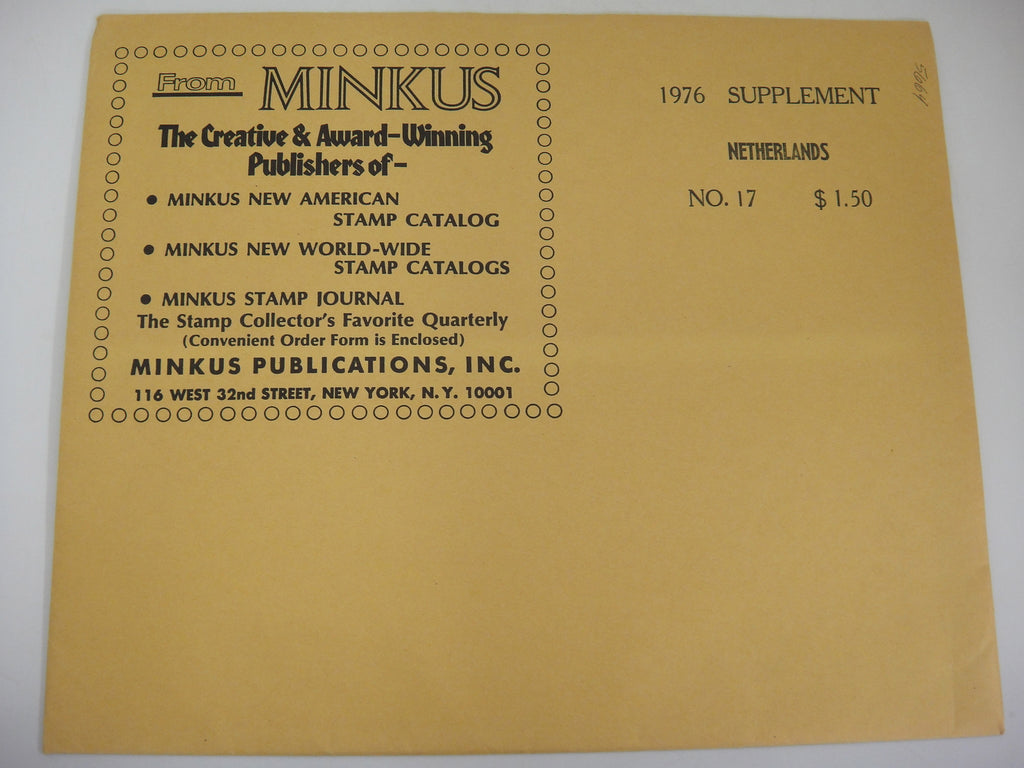 From MINKUS
The Creative & Award-Winning
Publishers of-
• MINKUS NEW AMERICAN
STAMP CATALOG
• MINKUS NEW WORLD-WIDE
STAMP CATALOGS
• MINKUS STAMP JOURNAL
The Stamp Collector's Favorite Quarterly
(Convenient Order Form is Enclosed)
MINKUS PUBLICATIONS, INC.
116 WEST 32nd STREET, NEW YORK, N.Y. 10001
1976 SUPPLEMENT
NETHERLANDS
NO. 17 $ 1.50